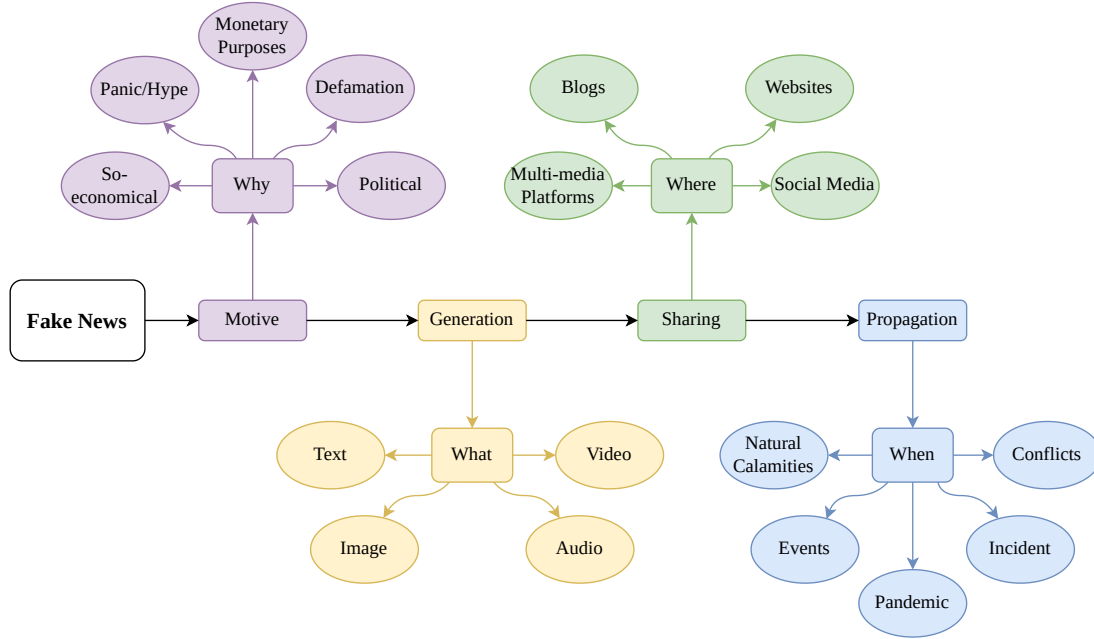 Monetary
Purposes
Panic/Hype
Defamation
Blogs
Websites
So-
economical
Why
Political
Multi-media
Platforms
Where
Social Media
Fake News
Motive
Generation
Sharing
Propagation
Text
What
Video
Natural
Calamities
When
Conflicts
Image
Audio
Events
Incident
Pandemic